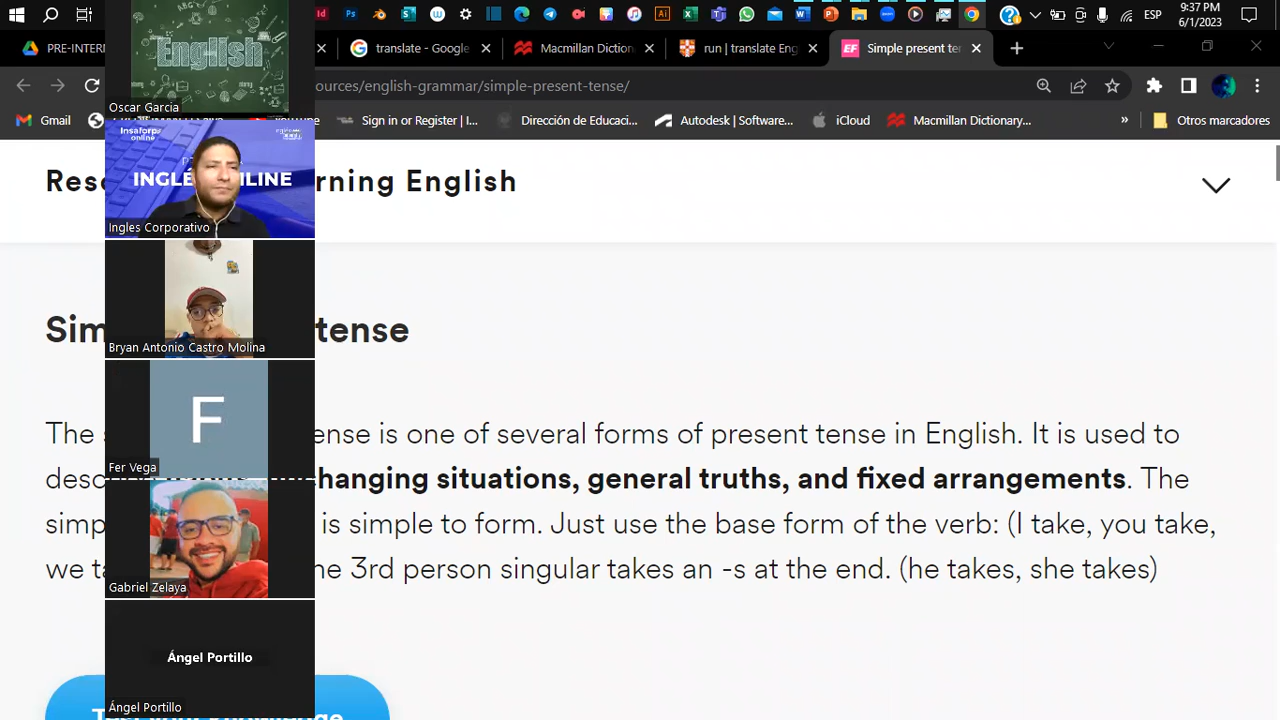 9:37 PM
ESP
6/1/2023
PRE-INTERI
translate - Google
Macmillan Diction
run | translate Eng
Simple present te
ources/english-grammar/simple-present-tense/
Gmail
Sign in or Register | I...
Dirección de Educaci...
Autodesk | Software...
iCloud
Macmillan Dictionary...
»
Otros marcadores
English
Oscar Garcia
Insaforp
online
INGLÉ
LINE
Ingles Corporativo
Bryan Antonio Castro Molina
F
Fer Vega
Gabriel Zelaya
Ángel Portillo
Ángel Portillo
Reso
rning English
Sim
tense
The s
ense is one of several forms of present tense in English. It is used to
desc
changing situations, general truths, and fixed arrangements. The
simp
is simple to form. Just use the base form of the verb: (I take, you take,
we ta
he 3rd person singular takes an -s at the end. (he takes, she takes)